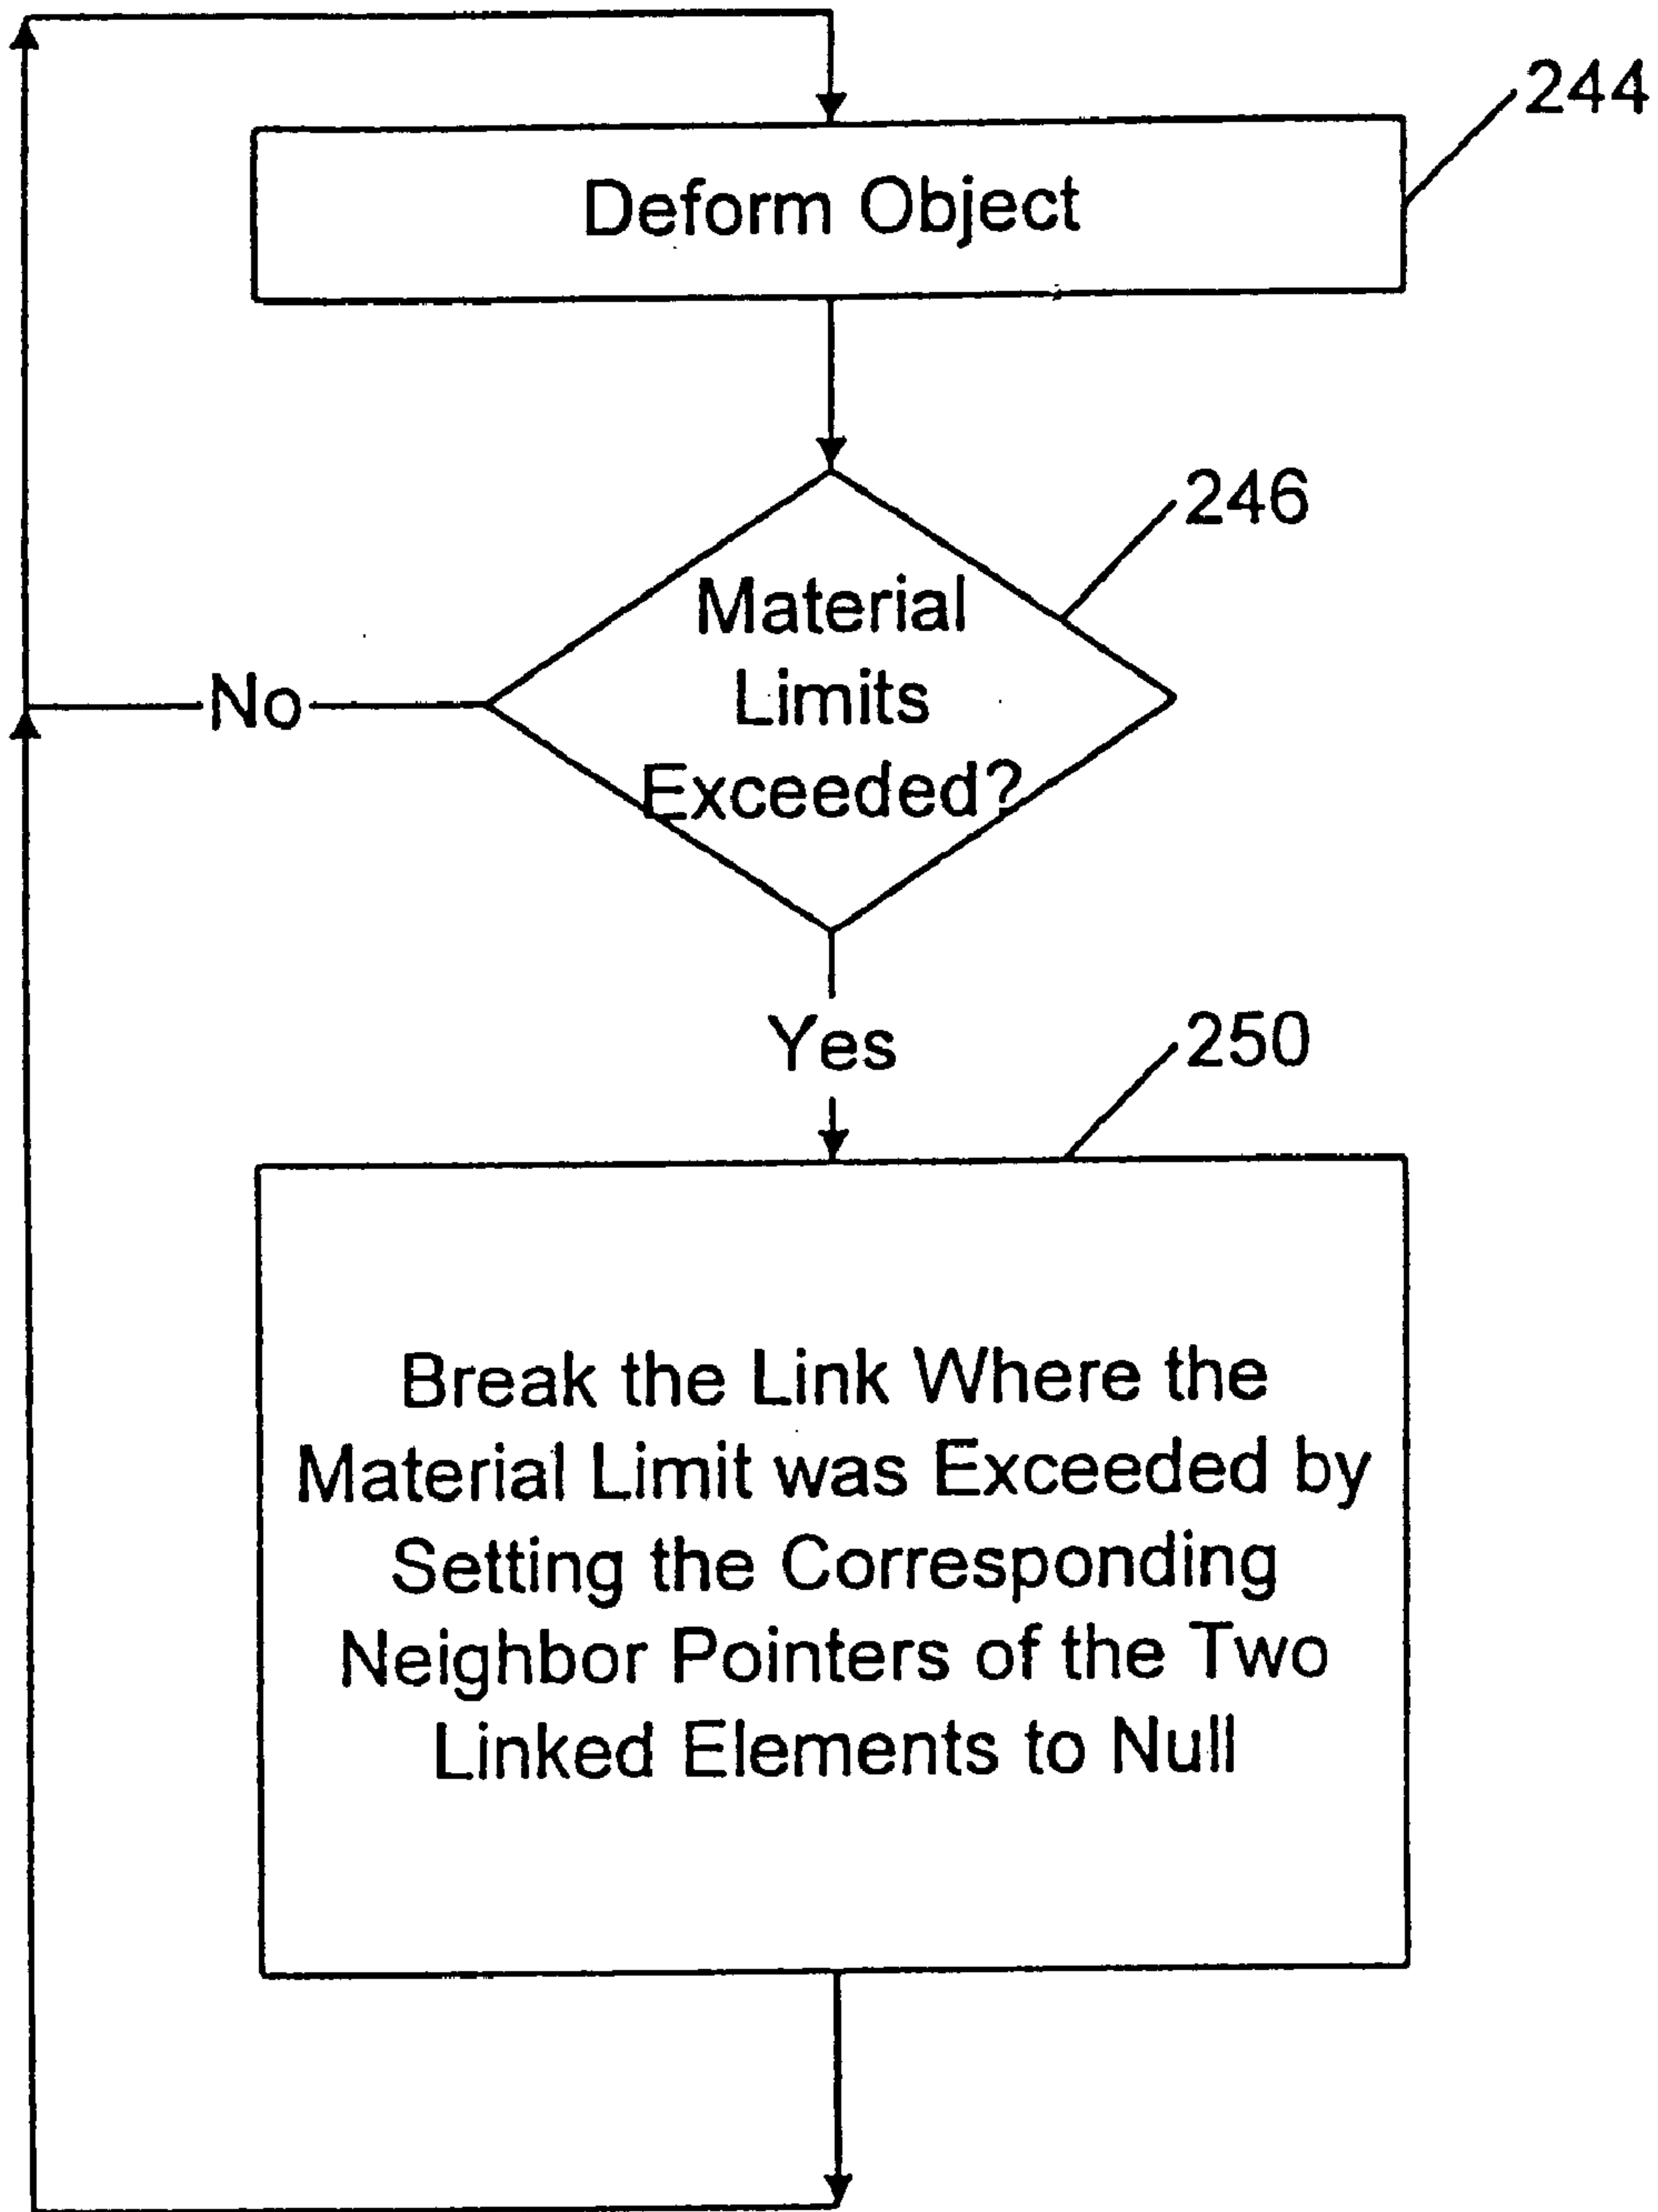 244
Deform Object
246
Material
Limits
Exceeded?
No
Yes
250
Break the Link Where the
Material Limit was Exceeded by
Setting the Corresponding
Neighbor Pointers of the Two
Linked Elements to Null